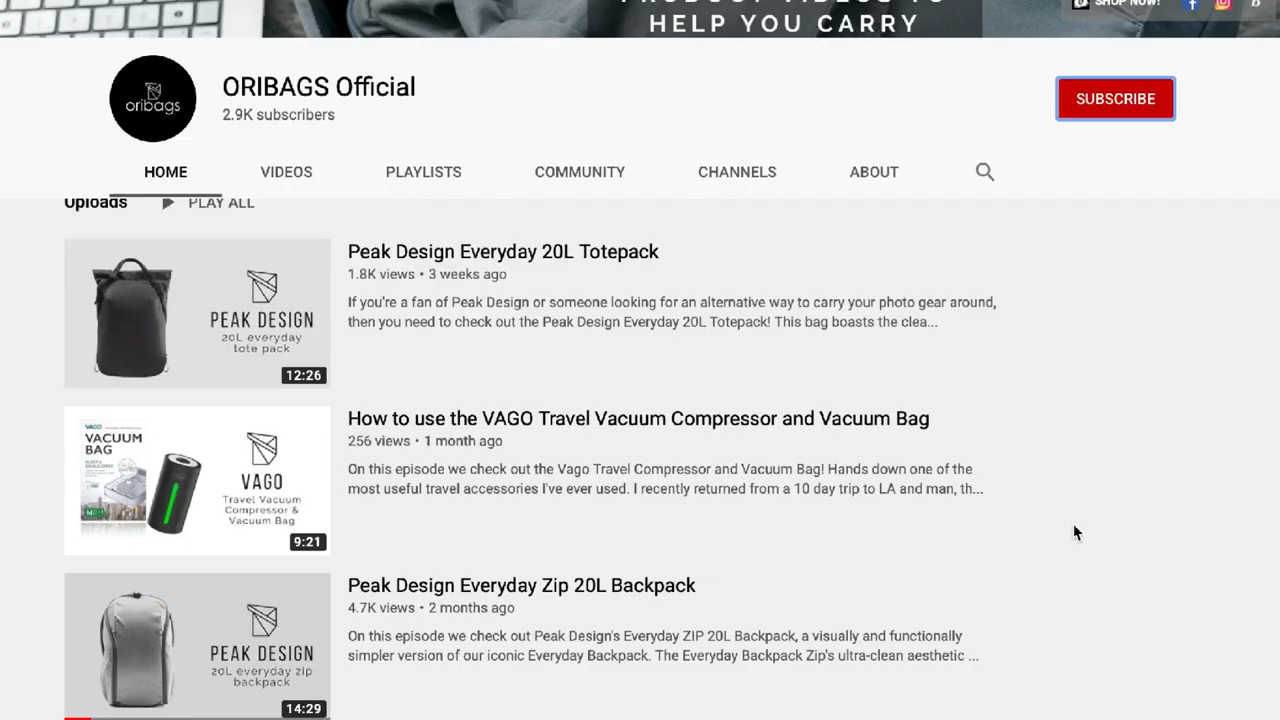 HELP YOU CARRY
SHOP NOW!
oribags
ORIBAGS Official
2.9K subscribers
SUBSCRIBE
HOME
VIDEOS
PLAYLISTS
COMMUNITY
CHANNELS
ABOUT
Uploads
PLAY ALL
PEAK DESIGN
20L everyday
tote pack
12:26
Peak Design Everyday 20L Totepack
1.8K views • 3 weeks ago
If you're a fan of Peak Design or someone looking for an alternative way to carry your photo gear around,
then you need to check out the Peak Design Everyday 20L Totepack! This bag boasts the clea...
VAGO
VACUUM
BAG
VAGO
Travel Vacuum
Compressor &
Vacuum Bag
9:21
How to use the VAGO Travel Vacuum Compressor and Vacuum Bag
256 views • 1 month ago
On this episode we check out the Vago Travel Compressor and Vacuum Bag! Hands down one of the
most useful travel accessories I've ever used. I recently returned from a 10 day trip to LA and man, th...
PEAK DESIGN
20L everyday zip
backpack
14:29
Peak Design Everyday Zip 20L Backpack
4.7K views • 2 months ago
On this episode we check out Peak Design's Everyday ZIP 20L Backpack, a visually and functionally
simpler version of our iconic Everyday Backpack. The Everyday Backpack Zip's ultra-clean aesthetic ...